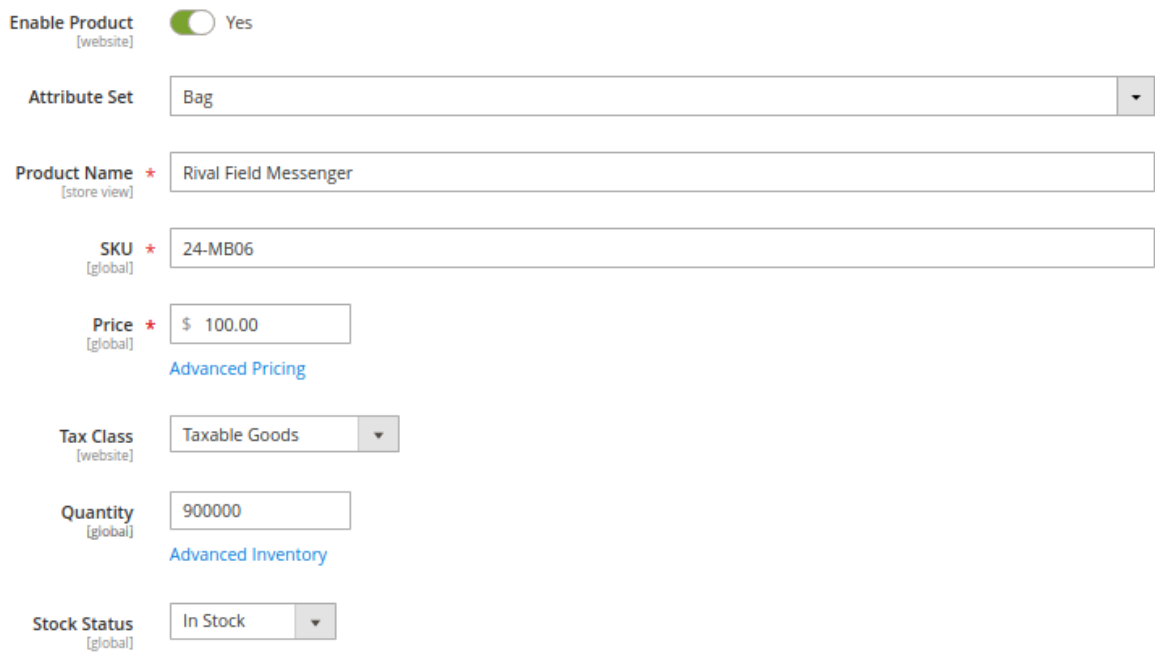 Enable Product
[website]
Yes
Attribute Set
Bag
Product Name *
[store view]
Rival Field Messenger
SKU *
[global]
24-MB06
Price *
[global]
$ 100.00
Advanced Pricing
Tax Class
[website]
Taxable Goods
Quantity
[global]
900000
Advanced Inventory
Stock Status
[global]
In Stock